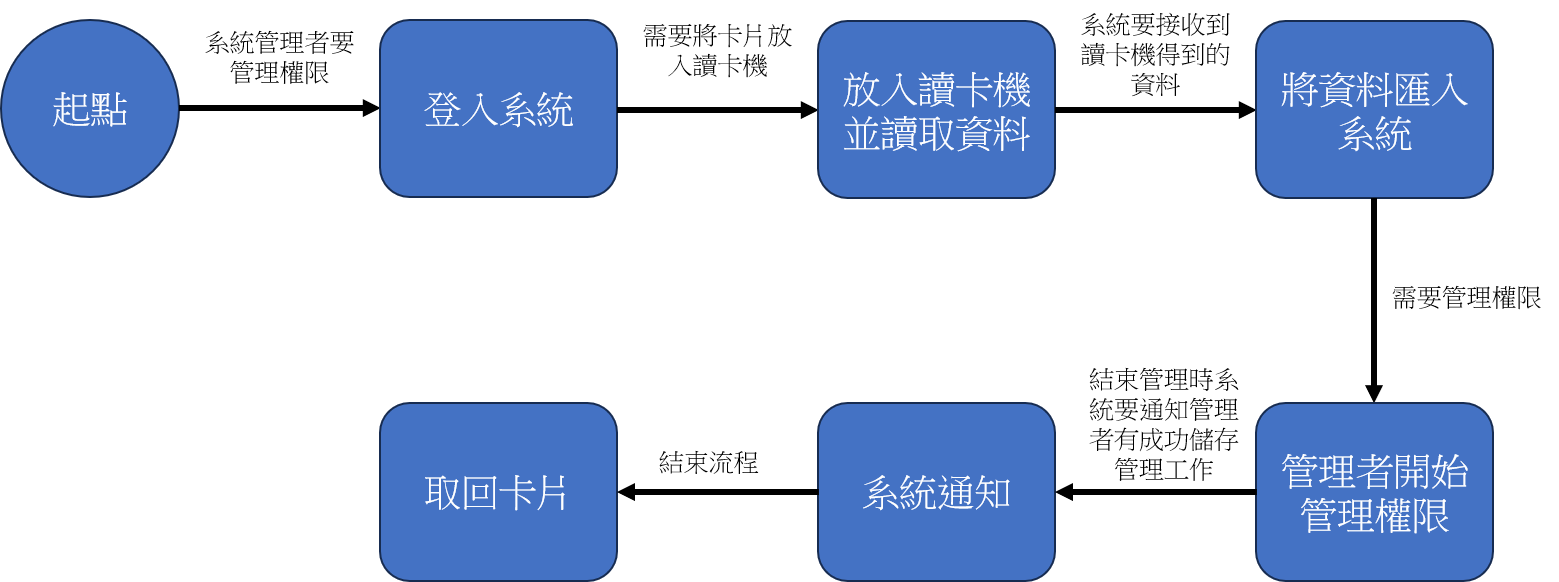 起點
系統管理者要
管理權限
登入系統
需要將卡片放
入讀卡機
放入讀卡機
並讀取資料
系統要接收到
讀卡機得到的
資料
將資料匯入
系統
需要管理權限
管理者開始
管理權限
結束管理時系
統要通知管理
者有成功儲存
管理工作
系統通知
結束流程
取回卡片